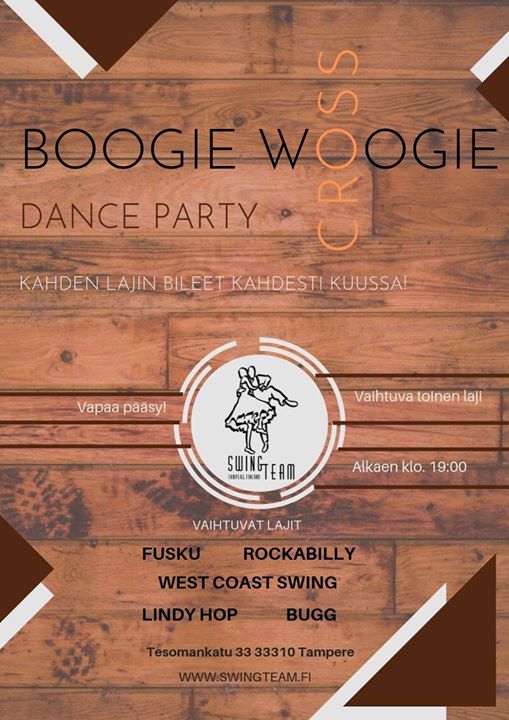 BOOGIE WOOGIE
CROSS
DANCE PARTY
KAHDEN LAJIN BILEET KAHDESTI KUUSSA!
Vapaa pääsy!
Vaihtuva toinen laji
SWING
TEAM
TAMPERE, FINLAND
Alkaen klo. 19:00
VAIHTUVAT LAJIT
FUSKU ROCKABILLY
WEST COAST SWING
LINDY HOP BUGG
Tesomankatu 33 33310 Tampere
WWW.SWINGTEAM.FI